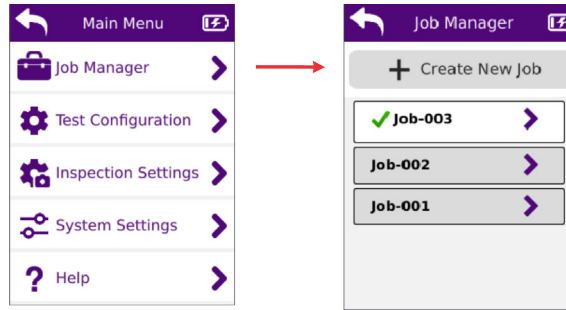 Main Menu
Job Manager
Test Configuration
Inspection Settings
System Settings
? Help
Job Manager
+ Create New Job
Job-003
Job-002
Job-001